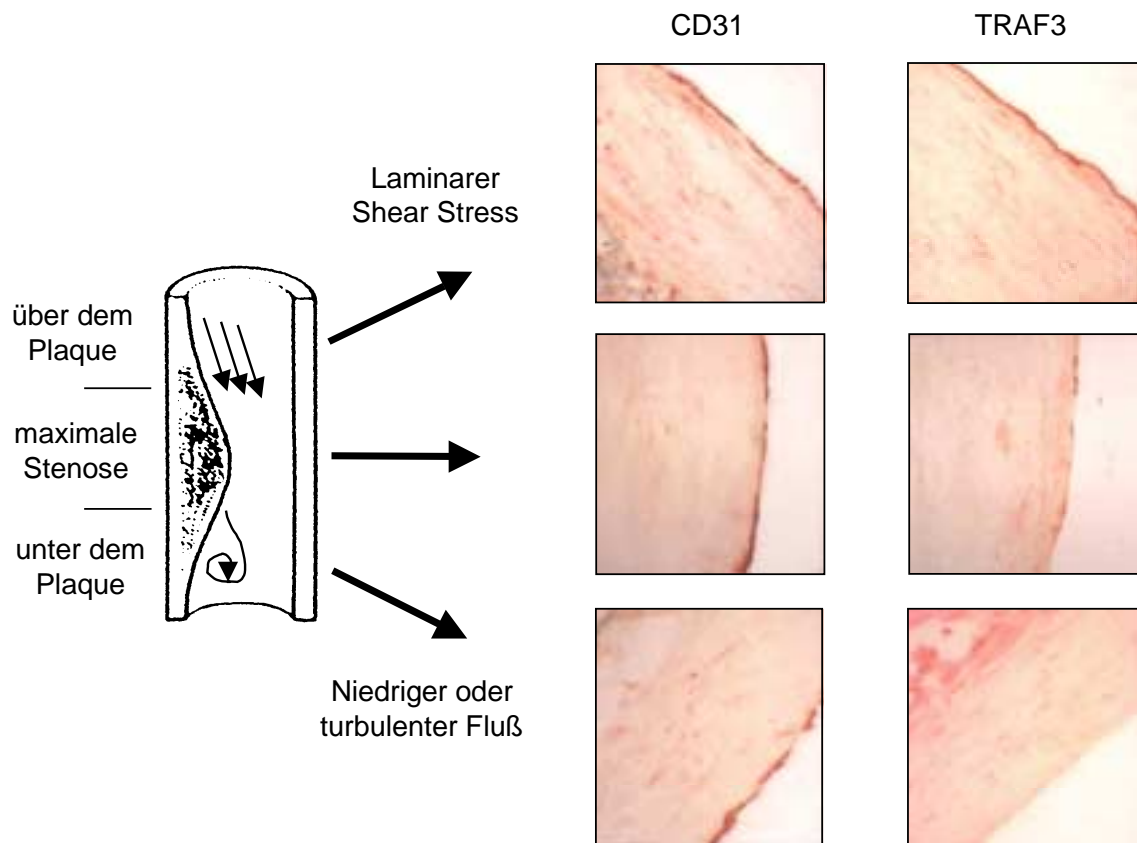 CD31
TRAF3
Laminarer
Shear Stress
über dem
Plaque
maximale
Stenose
unter dem
Plaque
Niedriger oder
turbulenter Fluß